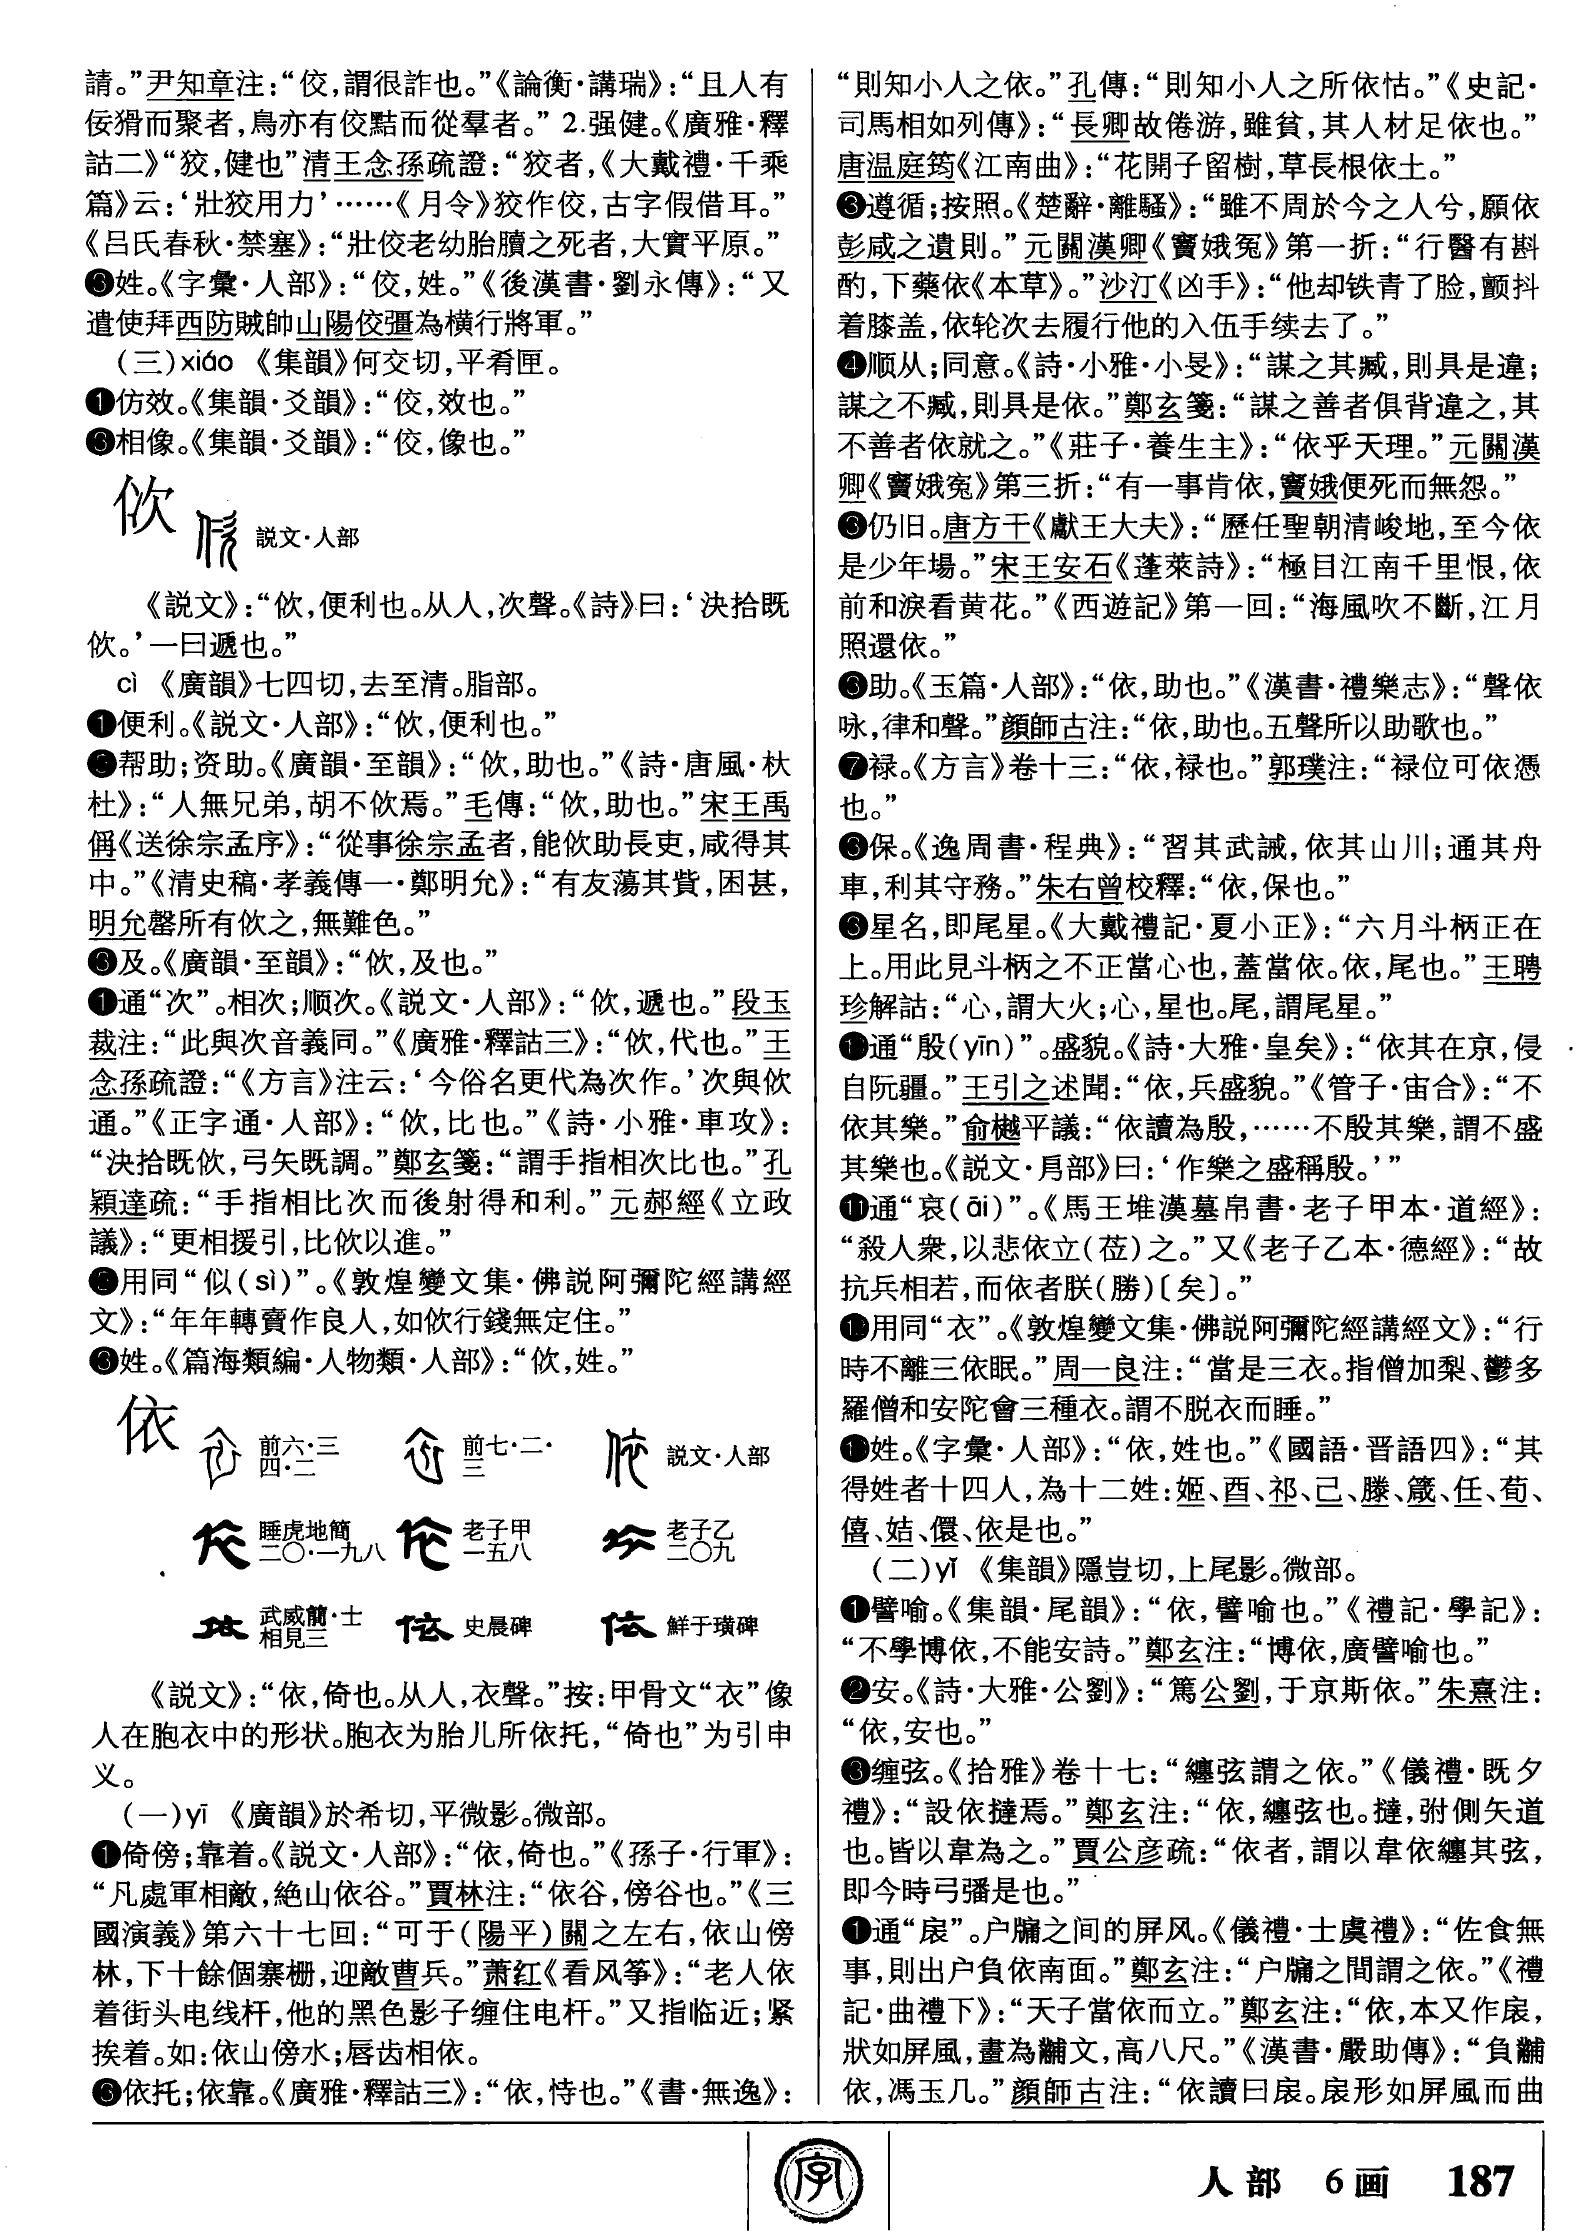 請。”尹知章注：“佼，謂很詐也。”《論衡·講瑞》：“且人有
佞猾而聚者，鳥亦有佼黠而從羣者。” 2.强健。《廣雅·釋
詁二》“狡，健也”清王念孫疏證：“狡者，《大戴禮·千乘
篇》云：‘壯狡用力’……《月令》狡作佼，古字假借耳。”
《吕氏春秋·禁塞》：“壯佼老幼胎膭之死者，大實平原。”
❸姓。《字彙·人部》：“佼，姓。”《後漢書·劉永傳》：“又
遣使拜西防賊帥山陽佼彊為横行將軍。”
（三）xiáo 《集韻》何交切，平肴匣。
❶仿效。《集韻·爻韻》：“佼，效也。”
❸相像。《集韻·爻韻》：“佼，像也。”
佽 説文·人部
《説文》：“佽，便利也。从人，次聲。《詩》曰：‘決拾既
佽。’一曰遞也。”
cì 《廣韻》七四切，去至清。脂部。
❶便利。《説文·人部》：“佽，便利也。”
❷帮助；资助。《廣韻·至韻》：“佽，助也。”《詩·唐風·杕
杜》：“人無兄弟，胡不佽焉。”毛傳：“佽，助也。”宋王禹
偁《送徐宗孟序》：“從事徐宗孟者，能佽助長吏，咸得其
中。”《清史稿·孝義傳一·鄭明允》：“有友蕩其貲，困甚，
明允罄所有佽之，無難色。”
❸及。《廣韻·至韻》：“佽，及也。”
❶通“次”。相次；顺次。《説文·人部》：“佽，遞也。”段玉
裁注：“此與次音義同。”《廣雅·釋詁三》：“佽，代也。”王
念孫疏證：“《方言》注云：‘今俗名更代為次作。’次與佽
通。”《正字通·人部》：“佽，比也。”《詩·小雅·車攻》：
“決拾既佽，弓矢既調。”鄭玄箋：“謂手指相次比也。”孔
穎達疏：“手指相比次而後射得和利。”元郝經《立政
議》：“更相援引，比佽以進。”
❷用同“似（sì）”。《敦煌變文集·佛説阿彌陀經講經
文》：“年年轉賣作良人，如佽行錢無定住。”
❸姓。《篇海類編·人物類·人部》：“佽，姓。”
依 前六·三四·二 前七·二·三 説文·人部
睡虎地簡二〇·一九八 老子甲一五八 老子乙二〇九
武威簡·士相見三 史晨碑 鮮于璜碑
《説文》：“依，倚也。从人，衣聲。”按：甲骨文“衣”像
人在胞衣中的形状。胞衣为胎儿所依托，“倚也”为引申
义。
（一）yī 《廣韻》於希切，平微影。微部。
❶倚傍；靠着。《説文·人部》：“依，倚也。”《孫子·行軍》：
“凡處軍相敵，絶山依谷。”賈林注：“依谷，傍谷也。”《三
國演義》第六十七回：“可于（陽平）關之左右，依山傍
林，下十餘個寨栅，迎敵曹兵。”萧红《看风筝》：“老人依
着街头电线杆，他的黑色影子缠住电杆。”又指临近；紧
挨着。如：依山傍水；唇齿相依。
❸依托；依靠。《廣雅·釋詁三》：“依，恃也。”《書·無逸》：
“則知小人之依。”孔傳：“則知小人之所依怙。”《史記·
司馬相如列傳》：“長卿故倦游，雖貧，其人材足依也。”
唐温庭筠《江南曲》：“花開子留樹，草長根依土。”
❸遵循；按照。《楚辭·離騷》：“雖不周於今之人兮，願依
彭咸之遺則。”元關漢卿《竇娥冤》第一折：“行醫有斟
酌，下藥依《本草》。”沙汀《凶手》：“他却铁青了脸，颤抖
着膝盖，依轮次去履行他的入伍手续去了。”
❹顺从；同意。《詩·小雅·小旻》：“謀之其臧，則具是違；
謀之不臧，則具是依。”鄭玄箋：“謀之善者俱背違之，其
不善者依就之。”《莊子·養生主》：“依乎天理。”元關漢
卿《竇娥冤》第三折：“有一事肯依，竇娥便死而無怨。”
❸仍旧。唐方干《獻王大夫》：“歷任聖朝清峻地，至今依
是少年場。”宋王安石《蓬萊詩》：“極目江南千里恨，依
前和淚看黄花。”《西遊記》第一回：“海風吹不斷，江月
照還依。”
❸助。《玉篇·人部》：“依，助也。”《漢書·禮樂志》：“聲依
咏，律和聲。”顔師古注：“依，助也。五聲所以助歌也。”
❼禄。《方言》卷十三：“依，禄也。”郭璞注：“禄位可依憑
也。”
❸保。《逸周書·程典》：“習其武誡，依其山川；通其舟
車，利其守務。”朱右曾校釋：“依，保也。”
❸星名，即尾星。《大戴禮記·夏小正》：“六月斗柄正在
上。用此見斗柄之不正當心也，蓋當依。依，尾也。”王聘
珍解詁：“心，謂大火；心，星也。尾，謂尾星。”
❿通“殷（yīn）”。盛貌。《詩·大雅·皇矣》：“依其在京，侵
自阮疆。”王引之述聞：“依，兵盛貌。”《管子·宙合》：“不
依其樂。”俞樾平議：“依讀為殷，……不殷其樂，謂不盛
其樂也。《説文·㐆部》曰：‘作樂之盛稱殷。’”
⓫通“哀（āi）”。《馬王堆漢墓帛書·老子甲本·道經》：
“殺人衆，以悲依立（莅）之。”又《老子乙本·德經》：“故
抗兵相若，而依者朕（勝）〔矣〕。”
⓬用同“衣”。《敦煌變文集·佛説阿彌陀經講經文》：“行
時不離三依眠。”周一良注：“當是三衣。指僧加梨、鬱多
羅僧和安陀會三種衣。謂不脱衣而睡。”
⓭姓。《字彙·人部》：“依，姓也。”《國語·晋語四》：“其
得姓者十四人，為十二姓：姬、酉、祁、己、滕、箴、任、荀、
僖、姞、儇、依是也。”
（二）yǐ 《集韻》隱豈切，上尾影。微部。
❶譬喻。《集韻·尾韻》：“依，譬喻也。”《禮記·學記》：
“不學博依，不能安詩。”鄭玄注：“博依，廣譬喻也。”
❷安。《詩·大雅·公劉》：“篤公劉，于京斯依。”朱熹注：
“依，安也。”
❸缠弦。《拾雅》卷十七：“纏弦謂之依。”《儀禮·既夕
禮》：“設依撻焉。”鄭玄注：“依，纏弦也。撻，弣側矢道
也。皆以韋為之。”賈公彦疏：“依者，謂以韋依纏其弦，
即今時弓䪐是也。”
❶通“扆”。户牖之间的屏风。《儀禮·士虞禮》：“佐食無
事，則出户負依南面。”鄭玄注：“户牖之間謂之依。”《禮
記·曲禮下》：“天子當依而立。”鄭玄注：“依，本又作扆，
狀如屏風，畫為黼文，高八尺。”《漢書·嚴助傳》：“負黼
依，馮玉几。”顔師古注：“依讀曰扆。扆形如屏風而曲
字
人部 6画 187